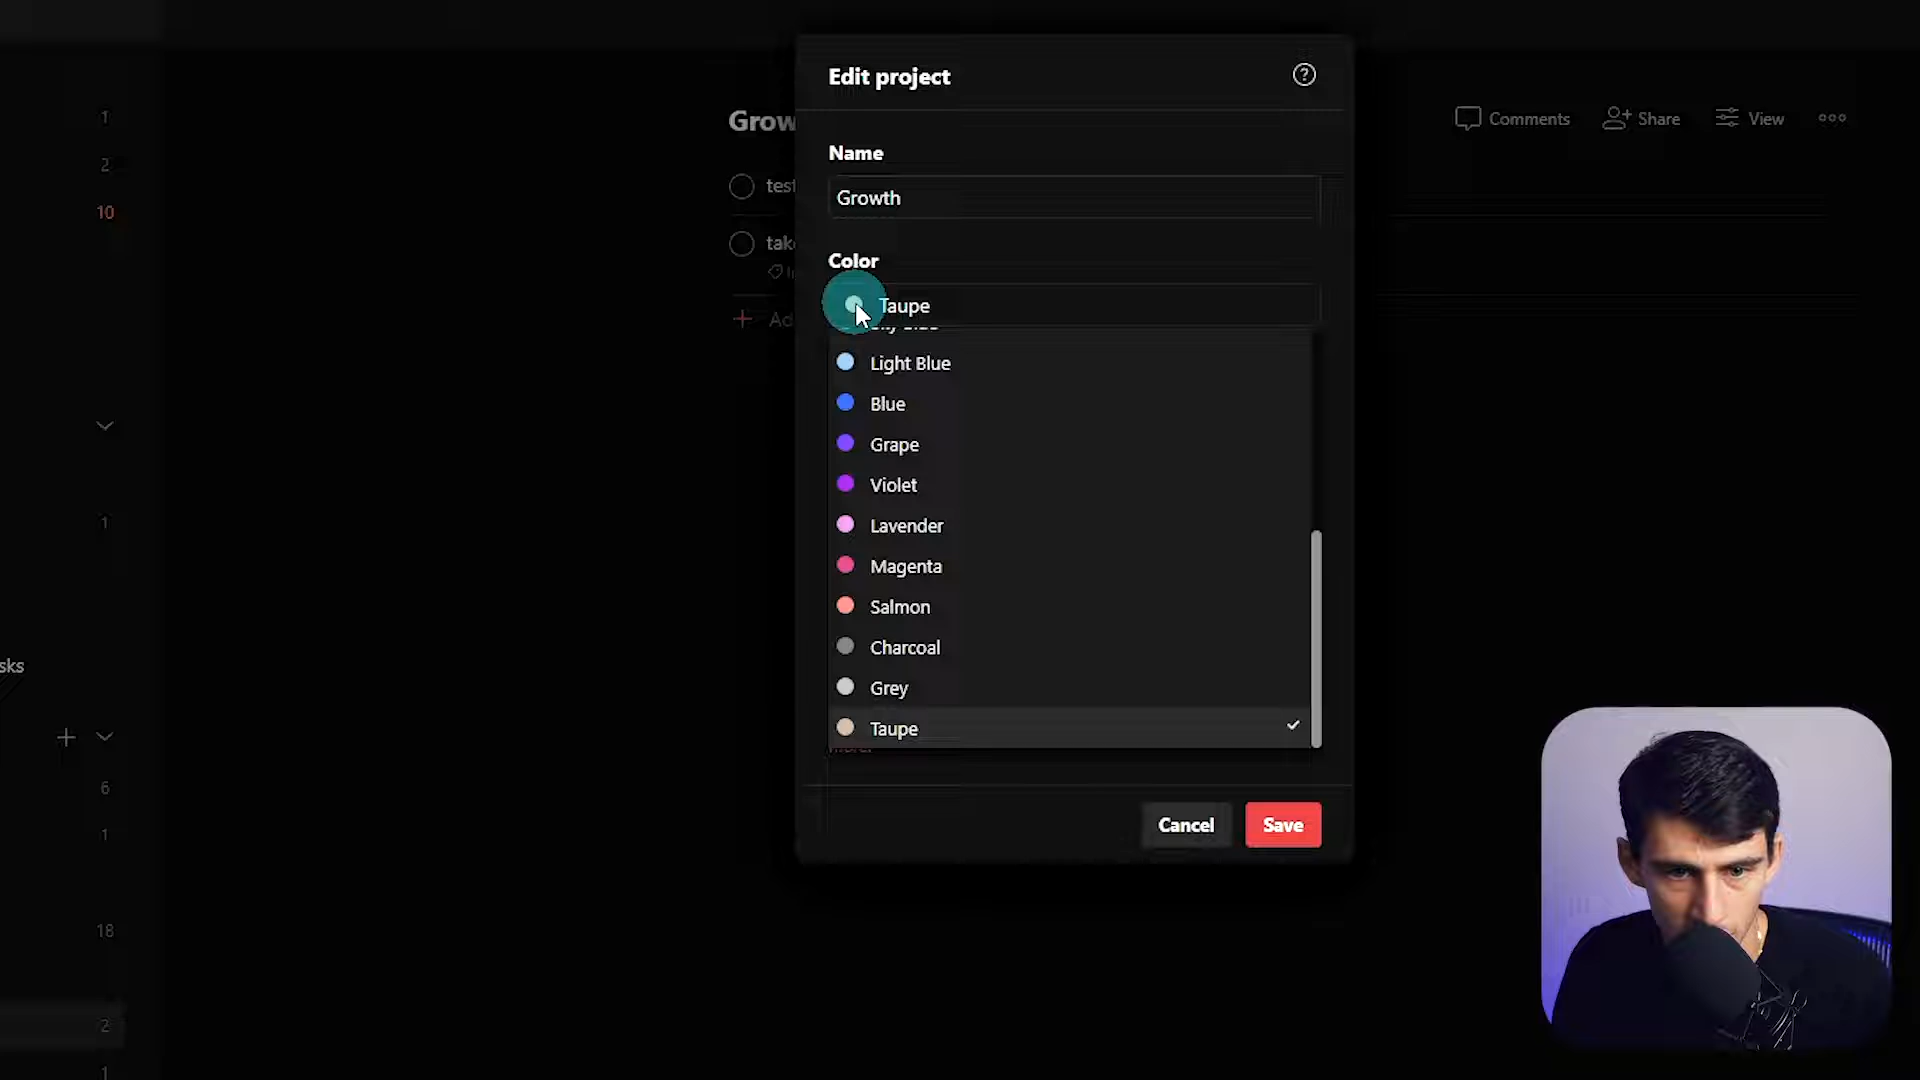 Edit project
1
2
10
Grow
Comments
Share
View
Name
test
Growth
tak
Color
Taupe
Ad
Light Blue
Blue
Grape
Violet
1
Lavender
Magenta
Salmon
Charcoal
sks
Grey
Taupe
6
Cancel
Save
1
18
2
1